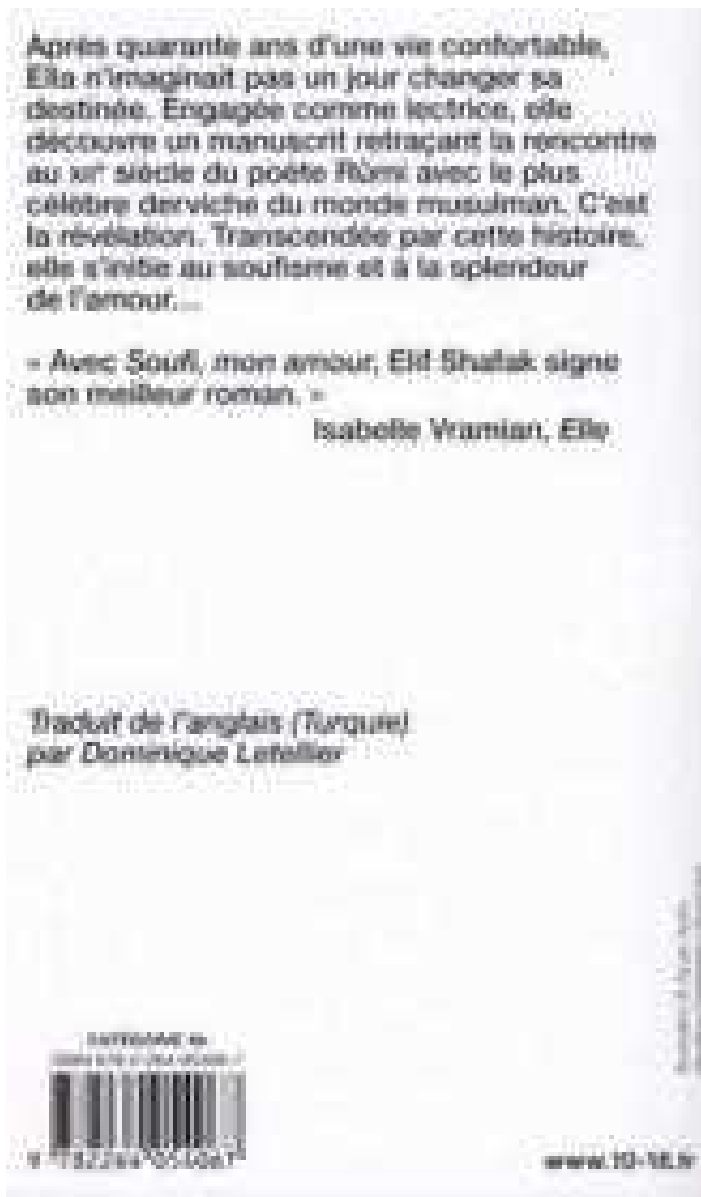 Après quarante ans d'une vie confortable,
Ella n'imaginait pas un jour changer sa
destinée. Engagée comme lectrice, elle
découvre un manuscrit retraçant la rencontre
au siècle du poète Rûmi avec le plus
célèbre derviche du monde musulman. C'est
la révélation. Transcendée par cette histoire,
elle s'initie au soufisme et à la splendeur
de l'amour...
« Avec Soufi, mon amour, Elif Shafak signe
son meilleur roman. »
Isabelle Vramian, Elle
Traduit de l'anglais (Turquie)
par Dominique Letellier
www.10-18.fr